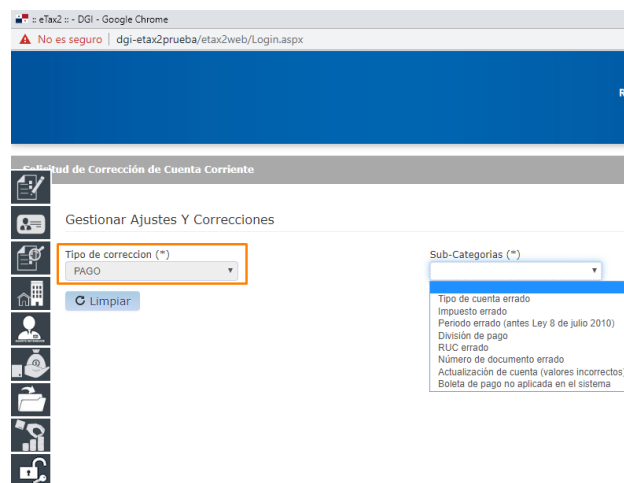 :: eTax2 :: - DGI - Google Chrome
No es seguro | dgi-etax2prueba/etax2web/Login.aspx
R
Solicitud de Corrección de Cuenta Corriente
Gestionar Ajustes Y Correcciones
Tipo de correccion (*)
Sub-Categorias (*)
PAGO
Limpiar
Tipo de cuenta errado
Impuesto errado
Periodo errado (antes Ley 8 de julio 2010)
División de pago
RUC errado
Número de documento errado
Actualización de cuenta (valores incorrectos)
Boleta de pago no aplicada en el sistema